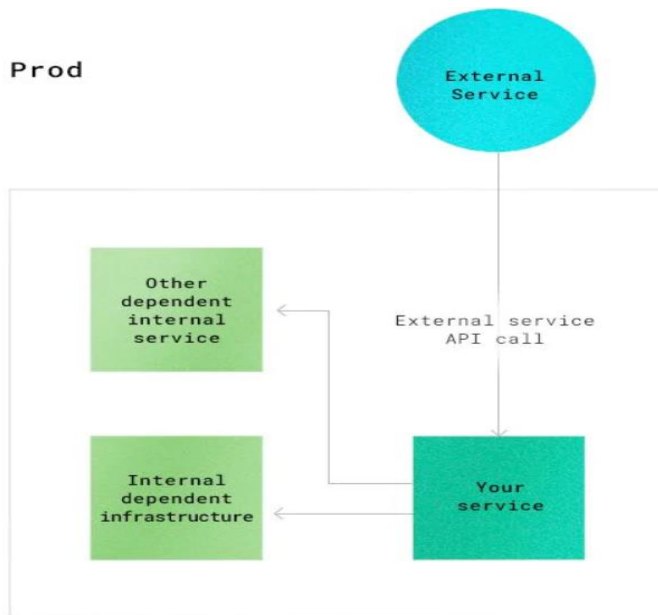 Prod
External
Service
Other
dependent
internal
service
External service
API call
Internal
dependent
infrastructure
Your
service